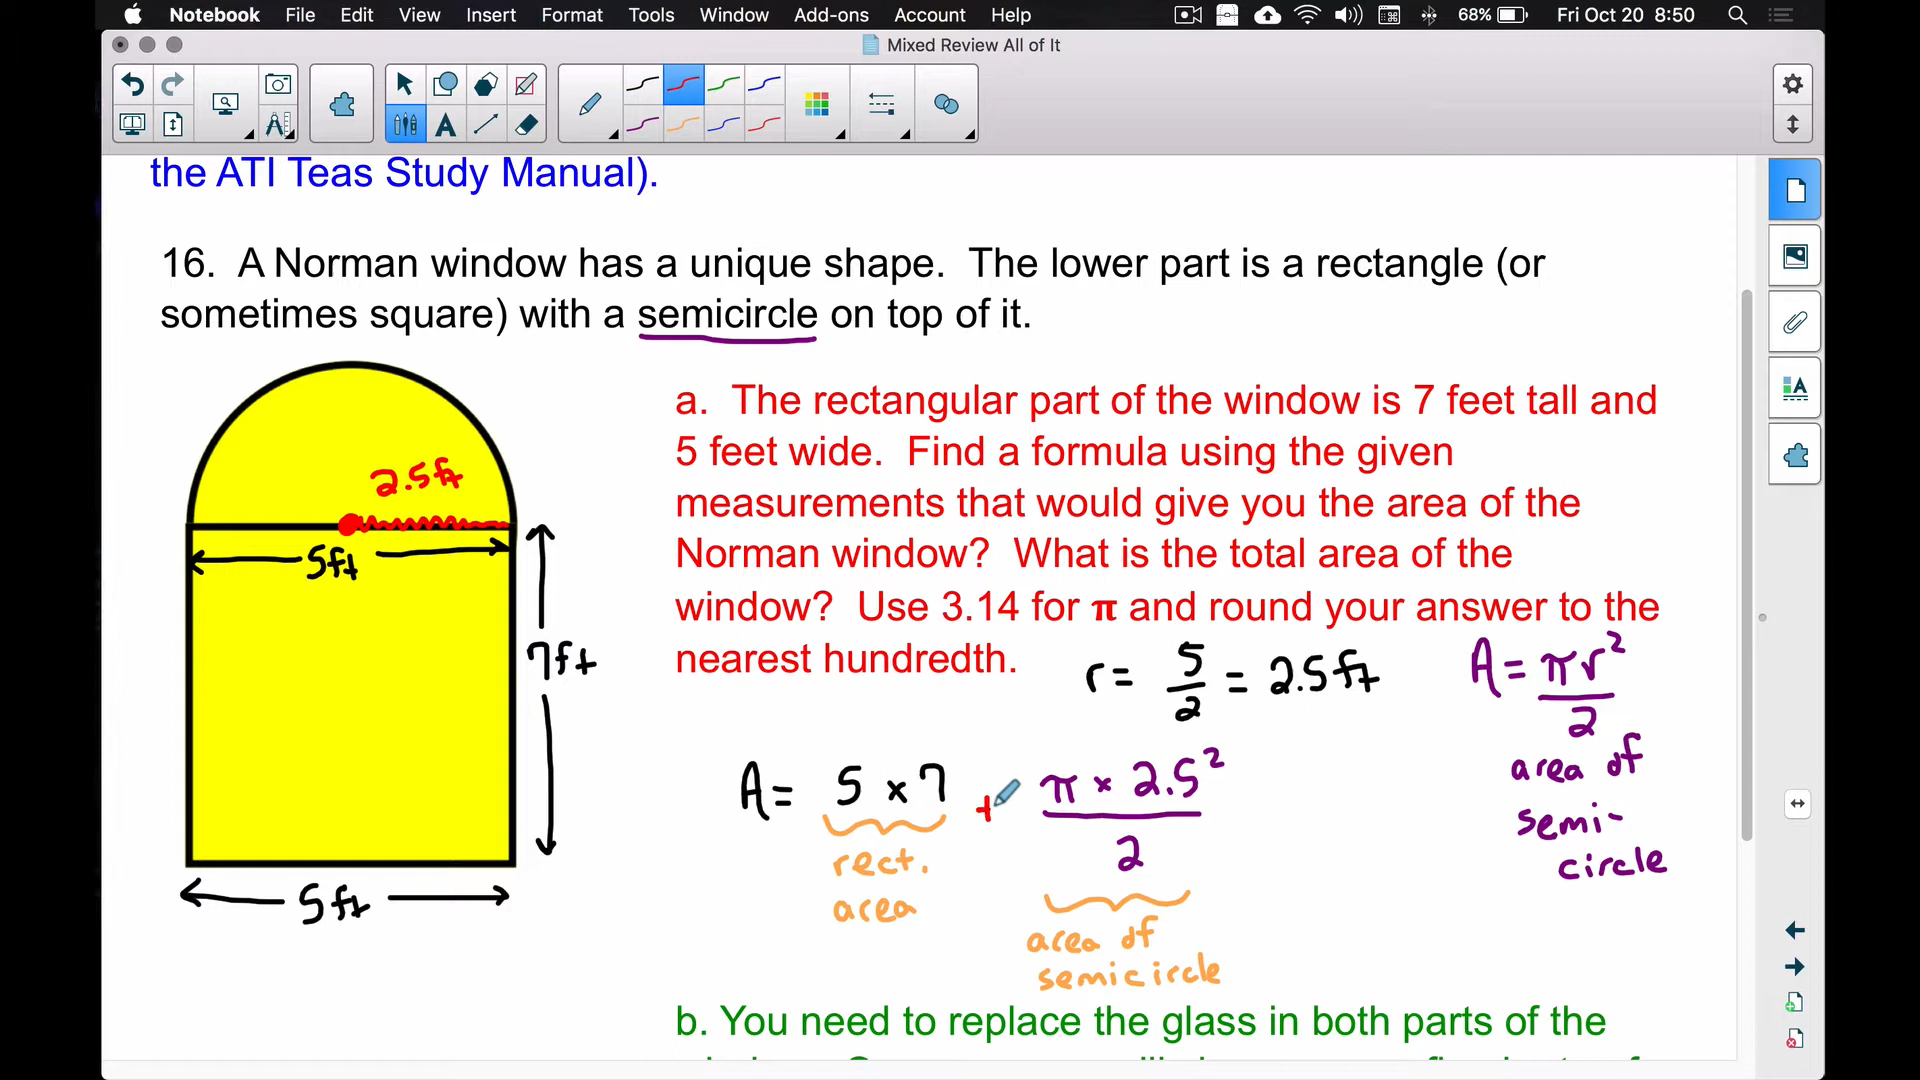 Notebook File Edit View Insert Format Tools Window Add-ons Account Help 68% Fri Oct 20 8:50
Mixed Review All of It
the ATI Teas Study Manual).
16. A Norman window has a unique shape. The lower part is a rectangle (or
sometimes square) with a semicircle on top of it.
a. The rectangular part of the window is 7 feet tall and
5 feet wide. Find a formula using the given
measurements that would give you the area of the
Norman window? What is the total area of the
window? Use 3.14 for π and round your answer to the
nearest hundredth.
2.5ft
5ft
7ft
5ft
r = 5/2 = 2.5ft
A = πr²/2
area of
semi-
circle
A = 5 × 7 + π × 2.5²/2
rect.
area
area of
semicircle
b. You need to replace the glass in both parts of the